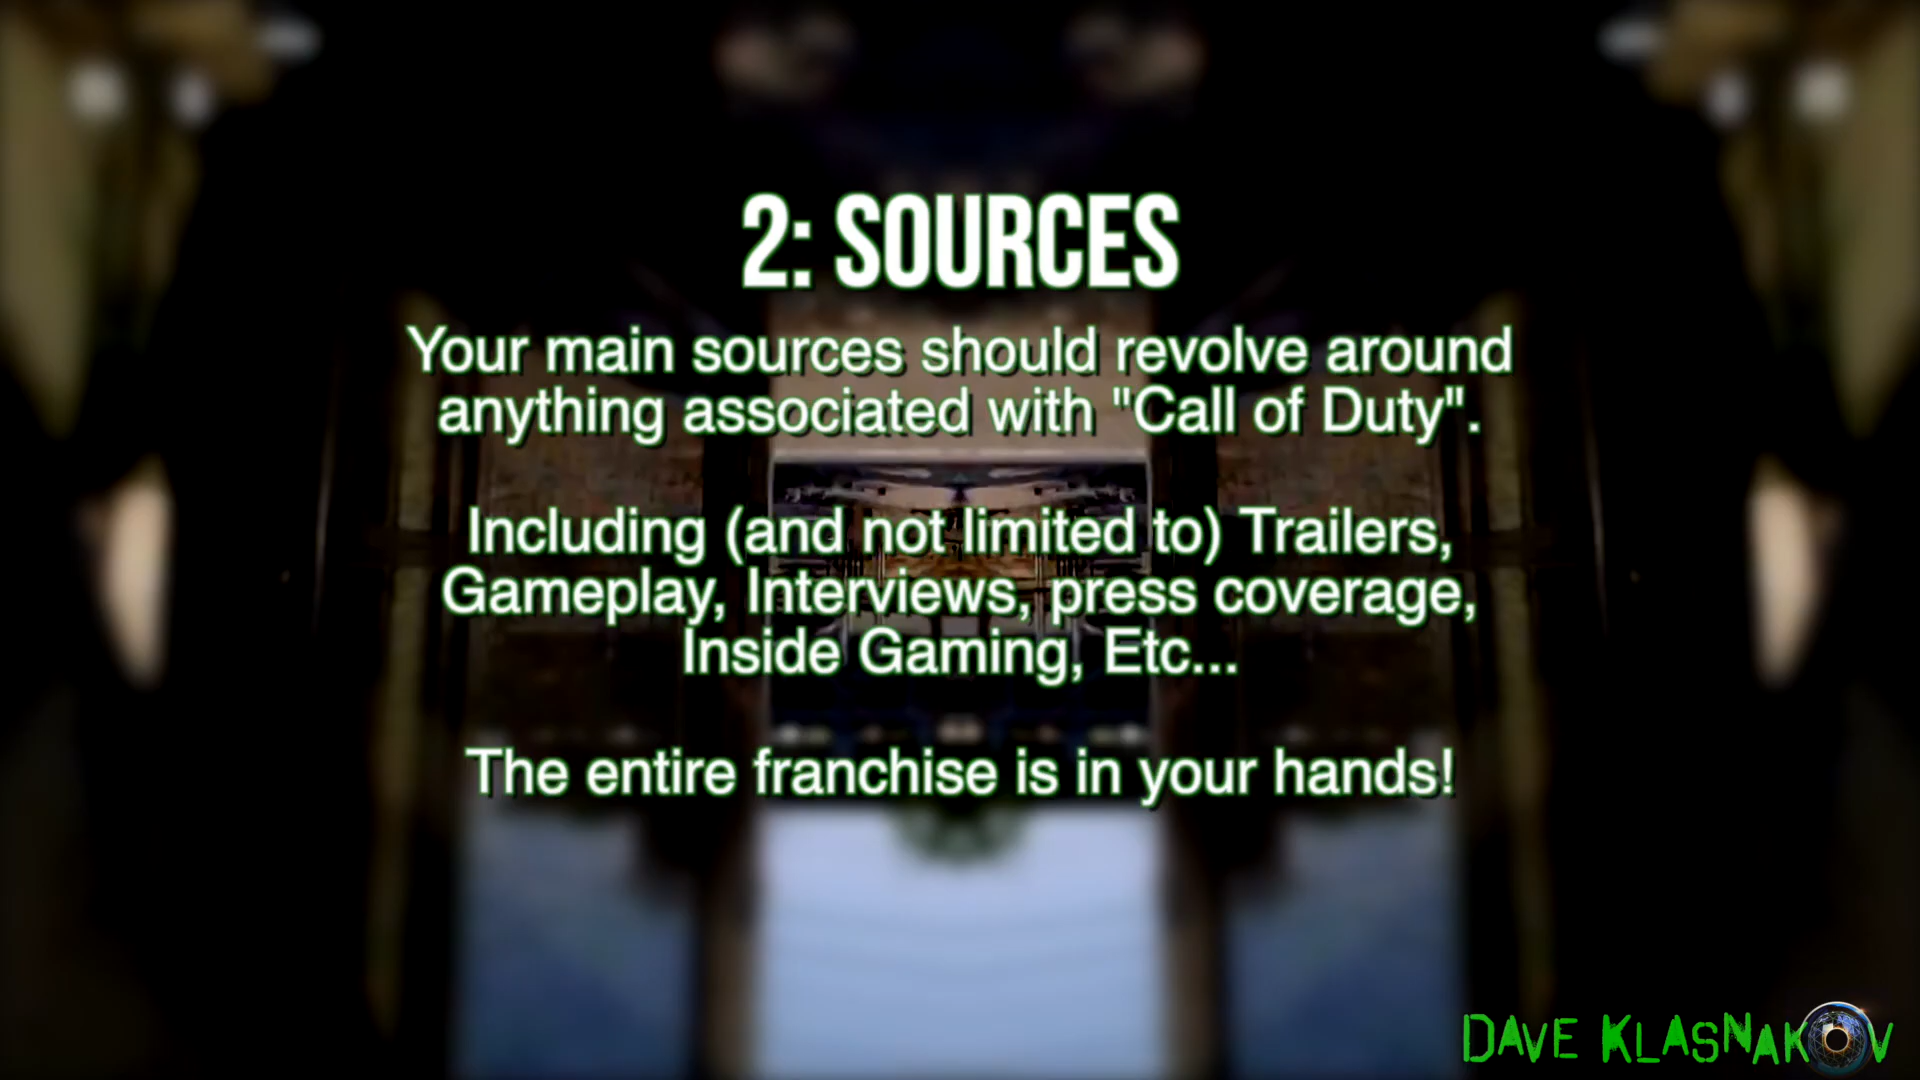 2: SOURCES
Your main sources should revolve around
anything associated with "Call of Duty".
Including (and not limited to) Trailers,
Gameplay, Interviews, press coverage,
Inside Gaming, Etc...
The entire franchise is in your hands!
DAVE KLASNAKOV